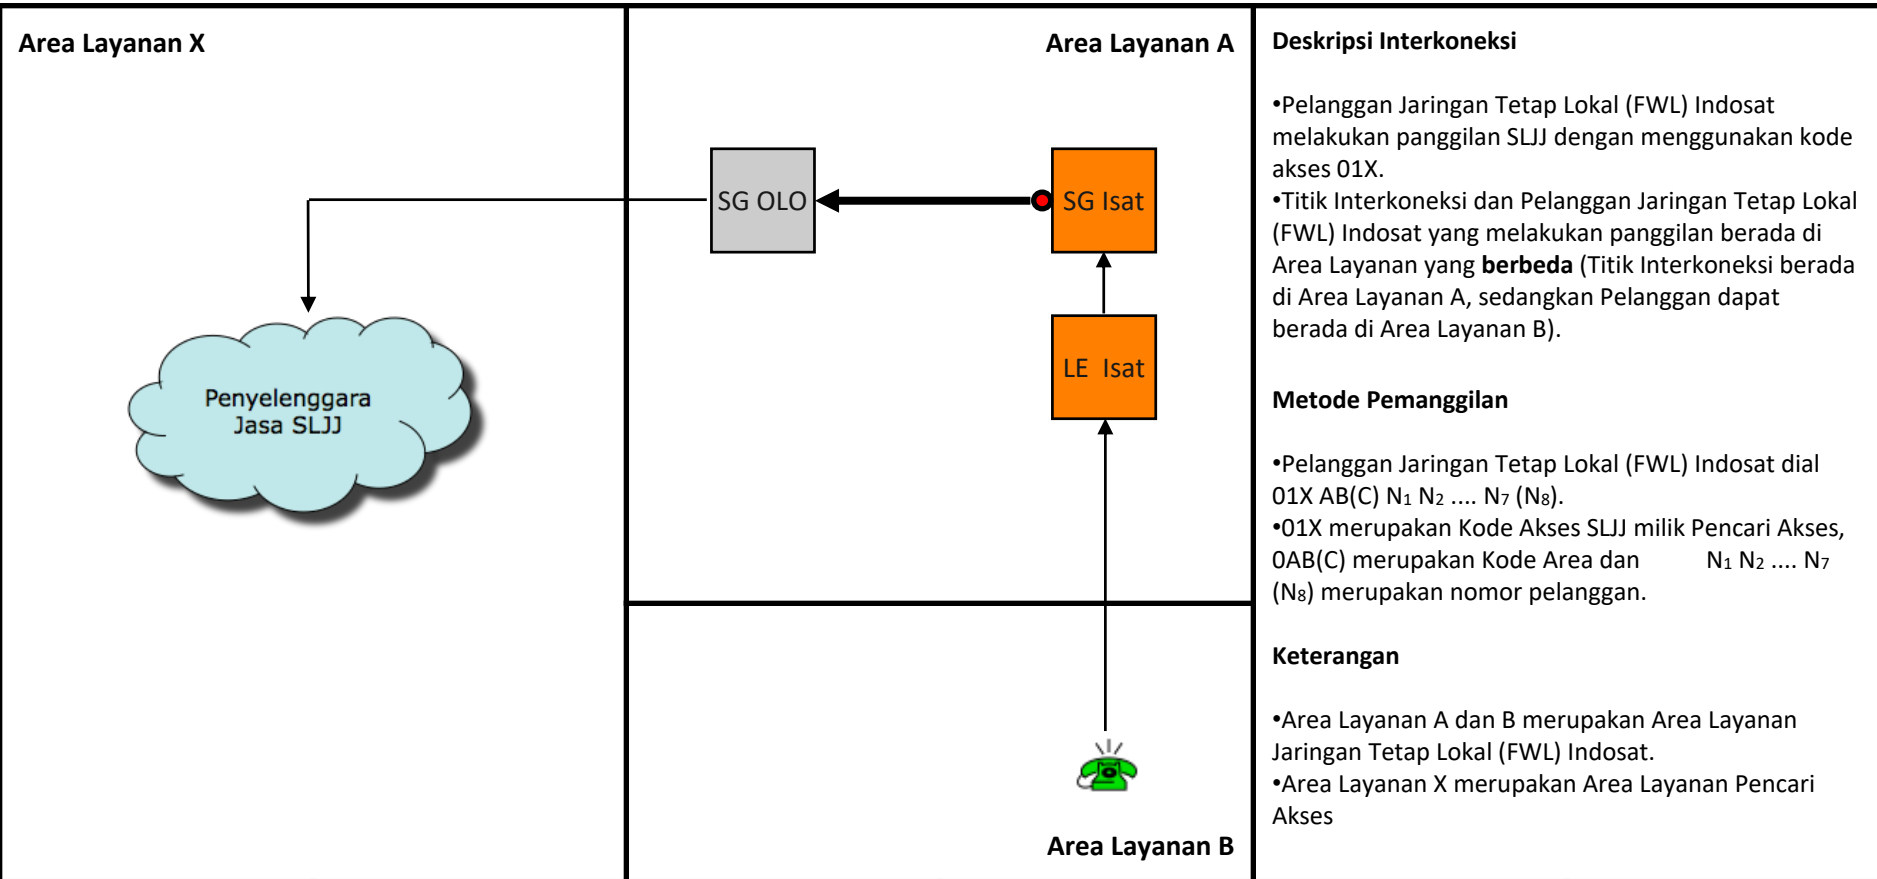 Area Layanan X
Area Layanan A
SG OLO
SG Isat
LE Isat
Penyelenggara
Jasa SLJJ
Area Layanan B
Deskripsi Interkoneksi
•Pelanggan Jaringan Tetap Lokal (FWL) Indosat
melakukan panggilan SLJJ dengan menggunakan kode
akses 01X.
•Titik Interkoneksi dan Pelanggan Jaringan Tetap Lokal
(FWL) Indosat yang melakukan panggilan berada di
Area Layanan yang berbeda (Titik Interkoneksi berada
di Area Layanan A, sedangkan Pelanggan dapat
berada di Area Layanan B).
Metode Pemanggilan
•Pelanggan Jaringan Tetap Lokal (FWL) Indosat dial
01X AB(C) N₁ N₂ .... N₇ (N₈).
•01X merupakan Kode Akses SLJJ milik Pencari Akses,
0AB(C) merupakan Kode Area dan N₁ N₂ .... N₇
(N₈) merupakan nomor pelanggan.
Keterangan
•Area Layanan A dan B merupakan Area Layanan
Jaringan Tetap Lokal (FWL) Indosat.
•Area Layanan X merupakan Area Layanan Pencari
Akses